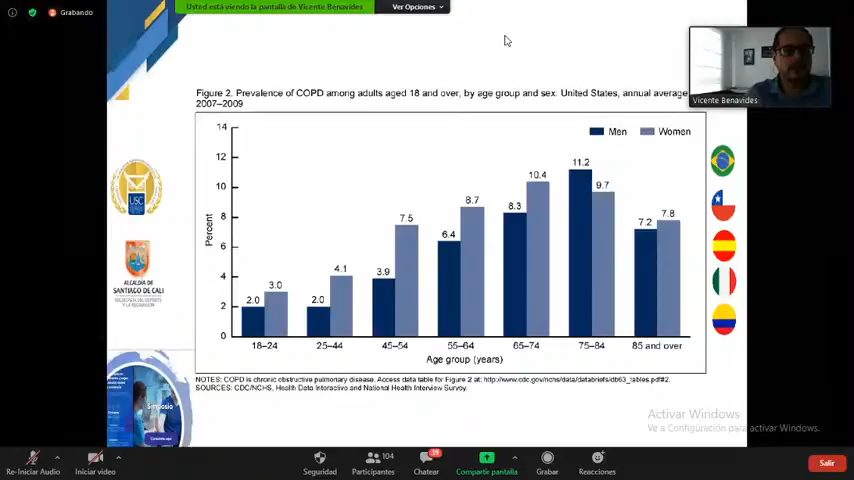 Grabando
Usted está viendo la pantalla de Vicente Benavides
Ver Opciones
Vicente Benavides
Figure 2. Prevalence of COPD among adults aged 18 and over, by age group and sex: United States, annual average
2007–2009
Men
Women
Percent
14
12
10
8
6
4
2
0
2.0
3.0
2.0
4.1
3.9
7.5
6.4
8.7
8.3
10.4
11.2
9.7
7.2
7.8
18–24
25–44
45–54
55–64
65–74
75–84
85 and over
Age group (years)
NOTES: COPD is chronic obstructive pulmonary disease. Access data table for Figure 2 at: http://www.cdc.gov/nchs/data/databriefs/db63_tables.pdf#2.
SOURCES: CDC/NCHS, Health Data Interactive and National Health Interview Survey.
USC
ALCALDÍA DE
SANTIAGO DE CALI
Simposio
Activar Windows
Ve a Configuración para activar Windows.
Re-Iniciar Audio
Iniciar video
Seguridad
104
Participantes
39
Chatear
Compartir pantalla
Grabar
Reacciones
Salir